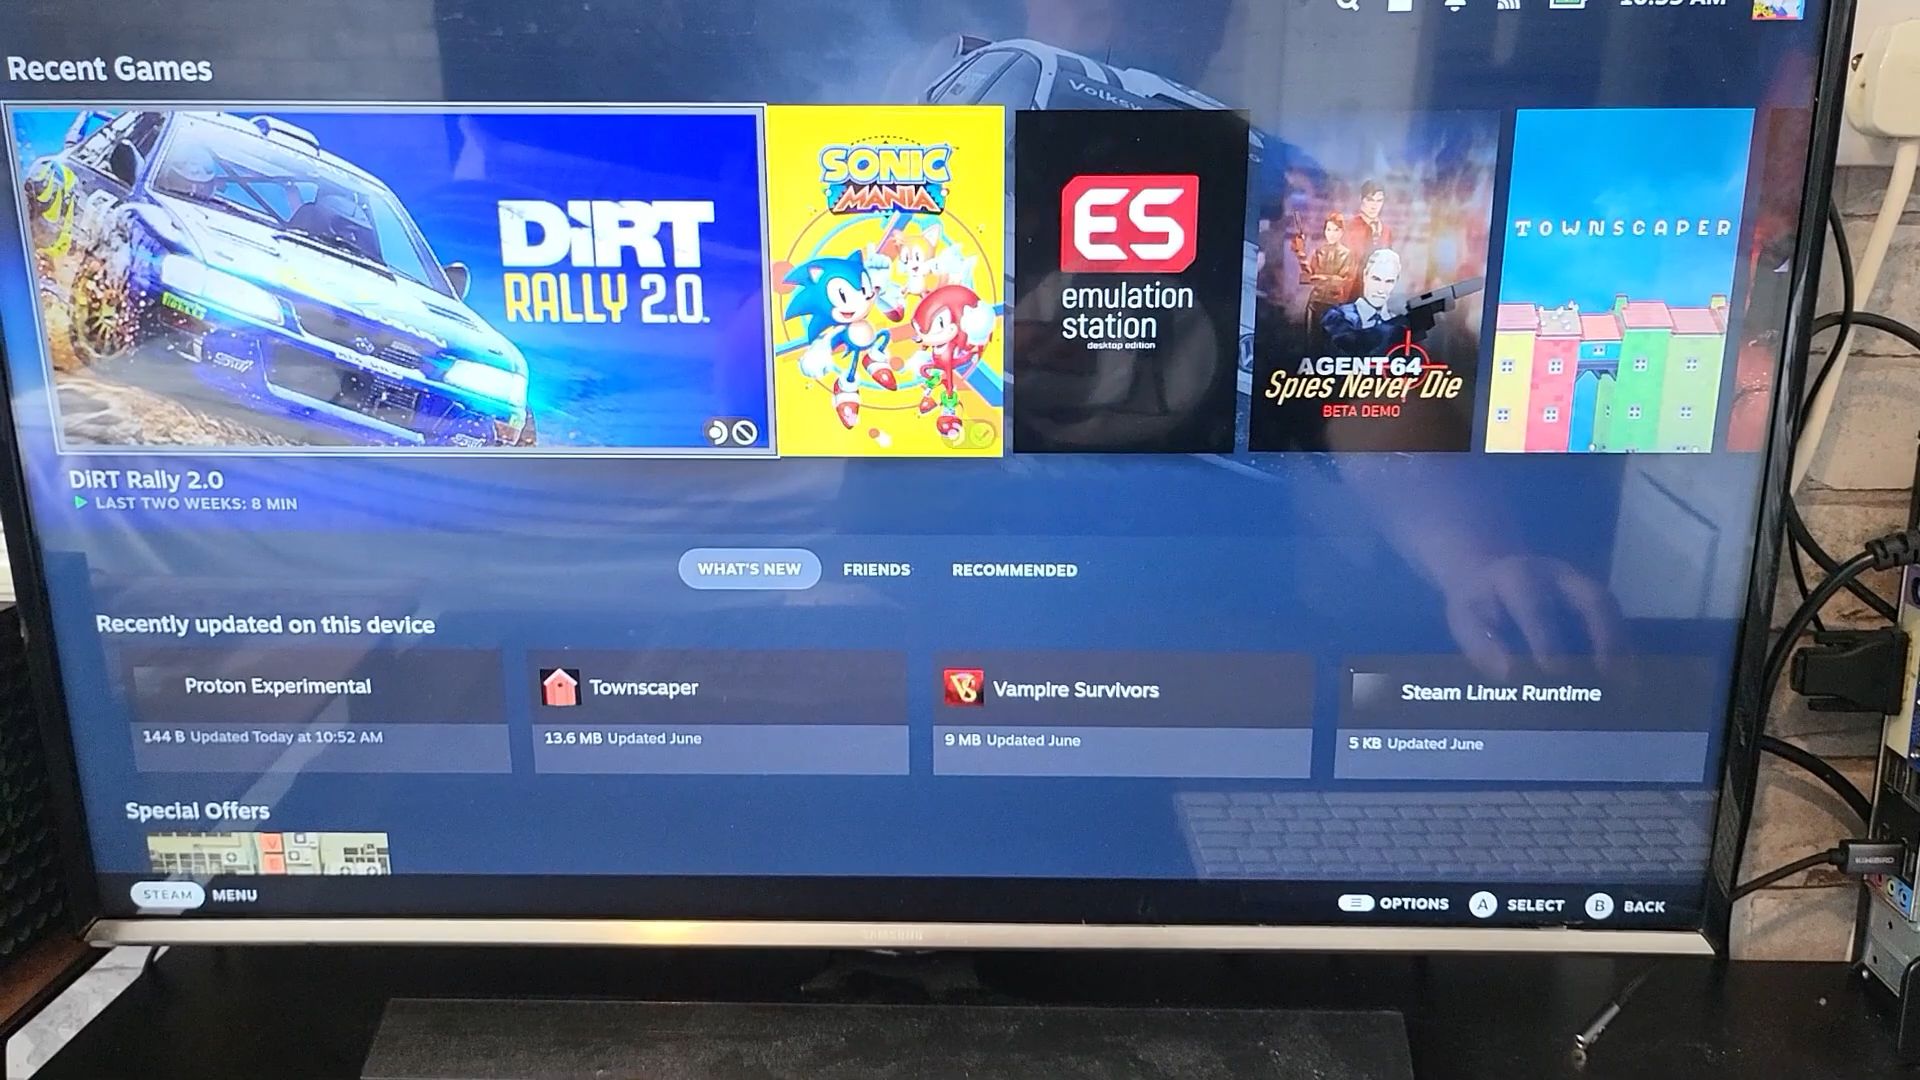 Recent Games
Volksw
DiRT
RALLY 2.0.
SONIC
MANIA
ES
emulation
station
desktop edition
AGENT 64
Spies Never Die
BETA DEMO
TOWNSCAPER
DiRT Rally 2.0
LAST TWO WEEKS: 8 MIN
WHAT'S NEW
FRIENDS
RECOMMENDED
Recently updated on this device
Proton Experimental
144 B Updated Today at 10:52 AM
Townscaper
13.6 MB Updated June
VS
Vampire Survivors
9 MB Updated June
Steam Linux Runtime
5 KB Updated June
Special Offers
STEAM MENU
OPTIONS A SELECT B BACK
SAMSUNG